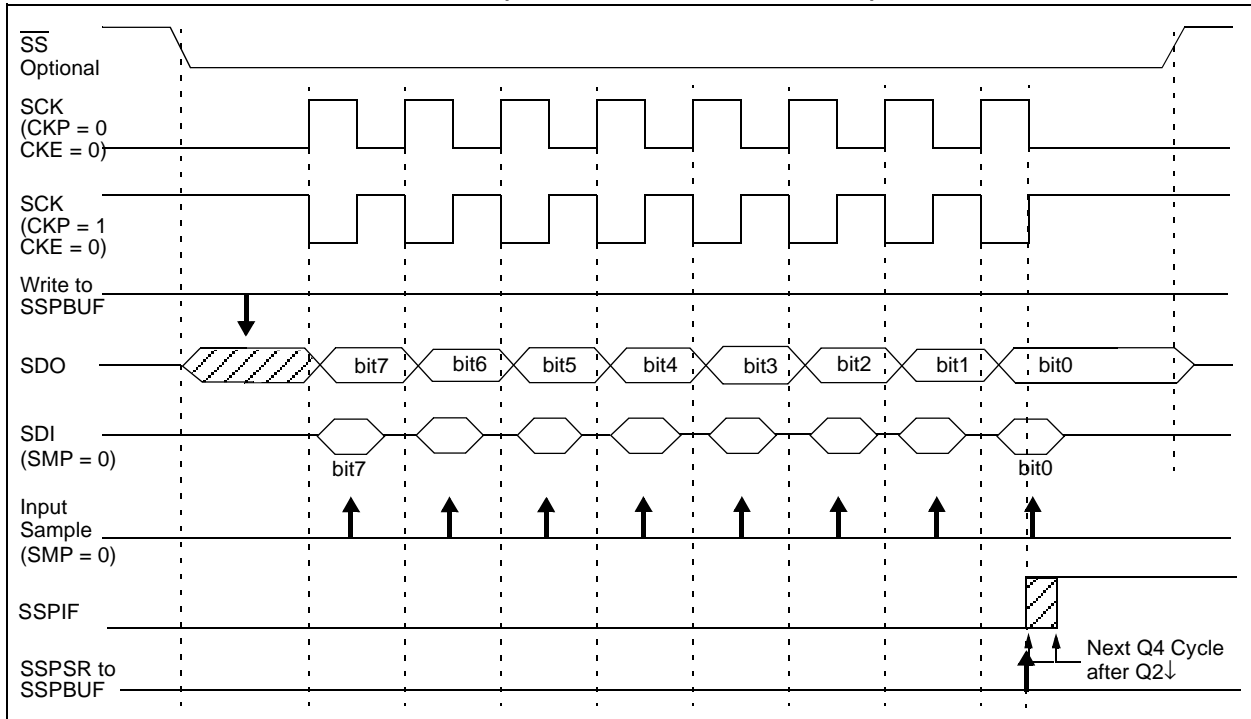 SS
Optional
SCK
(CKP = 0
CKE = 0)
SCK
(CKP = 1
CKE = 0)
Write to
SSPBUF
SDO
bit7
bit6
bit5
bit4
bit3
bit2
bit1
bit0
SDI
(SMP = 0)
bit7
bit0
Input
Sample
(SMP = 0)
SSPIF
Next Q4 Cycle
after Q2↓
SSPSR to
SSPBUF